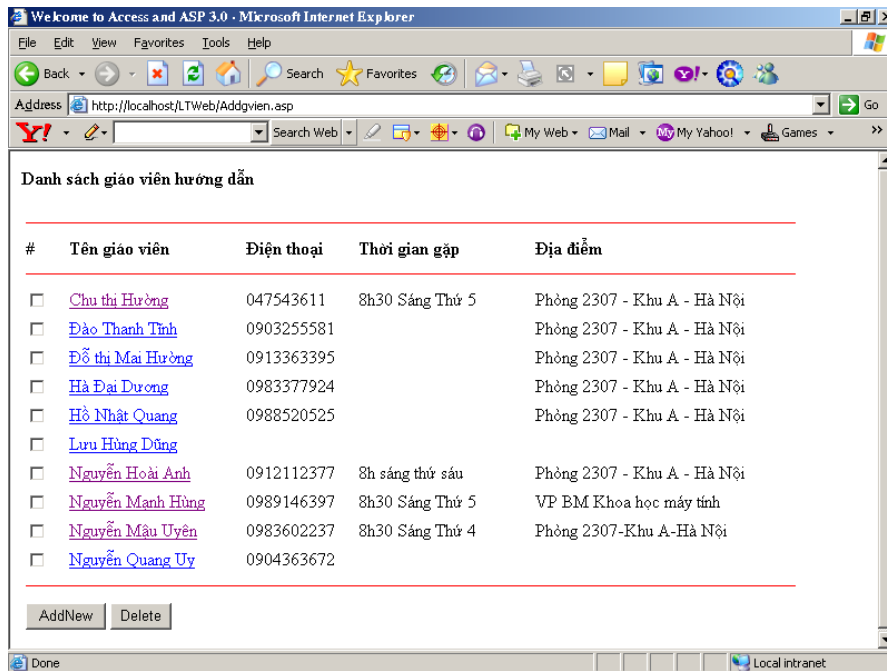 Welcome to Access and ASP 3.0 - Microsoft Internet Explorer
File Edit View Favorites Tools Help
Back Search Favorites
Address http://localhost/LTWeb/Addgvien.asp Go
Y! Search Web My Web Mail My Yahoo! Games »
Danh sách giáo viên hướng dẫn
# Tên giáo viên Điện thoại Thời gian gặp Địa điểm
Chu thị Hường 047543611 8h30 Sáng Thứ 5 Phòng 2307 - Khu A - Hà Nội
Đào Thanh Tĩnh 0903255581 Phòng 2307 - Khu A - Hà Nội
Đỗ thị Mai Hường 0913363395 Phòng 2307 - Khu A - Hà Nội
Hà Đại Dương 0983377924 Phòng 2307 - Khu A - Hà Nội
Hồ Nhật Quang 0988520525 Phòng 2307 - Khu A - Hà Nội
Lưu Hùng Dũng
Nguyễn Hoài Anh 0912112377 8h sáng thứ sáu Phòng 2307 - Khu A - Hà Nội
Nguyễn Mạnh Hùng 0989146397 8h30 Sáng Thứ 5 VP BM Khoa học máy tính
Nguyễn Mậu Uyên 0983602237 8h30 Sáng Thứ 4 Phòng 2307-Khu A-Hà Nội
Nguyễn Quang Uy 0904363672
AddNew Delete
Done Local intranet